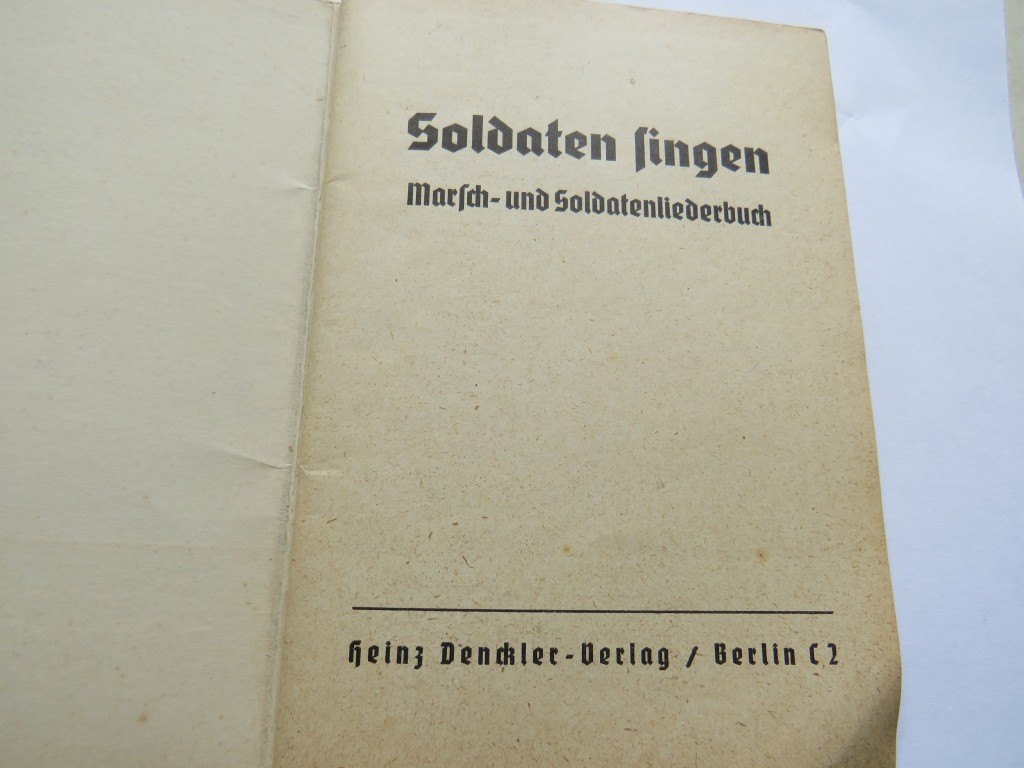 Soldaten ſingen
Marſch- und Soldatenliederbuch
Heinz Denckler-Verlag / Berlin C 2